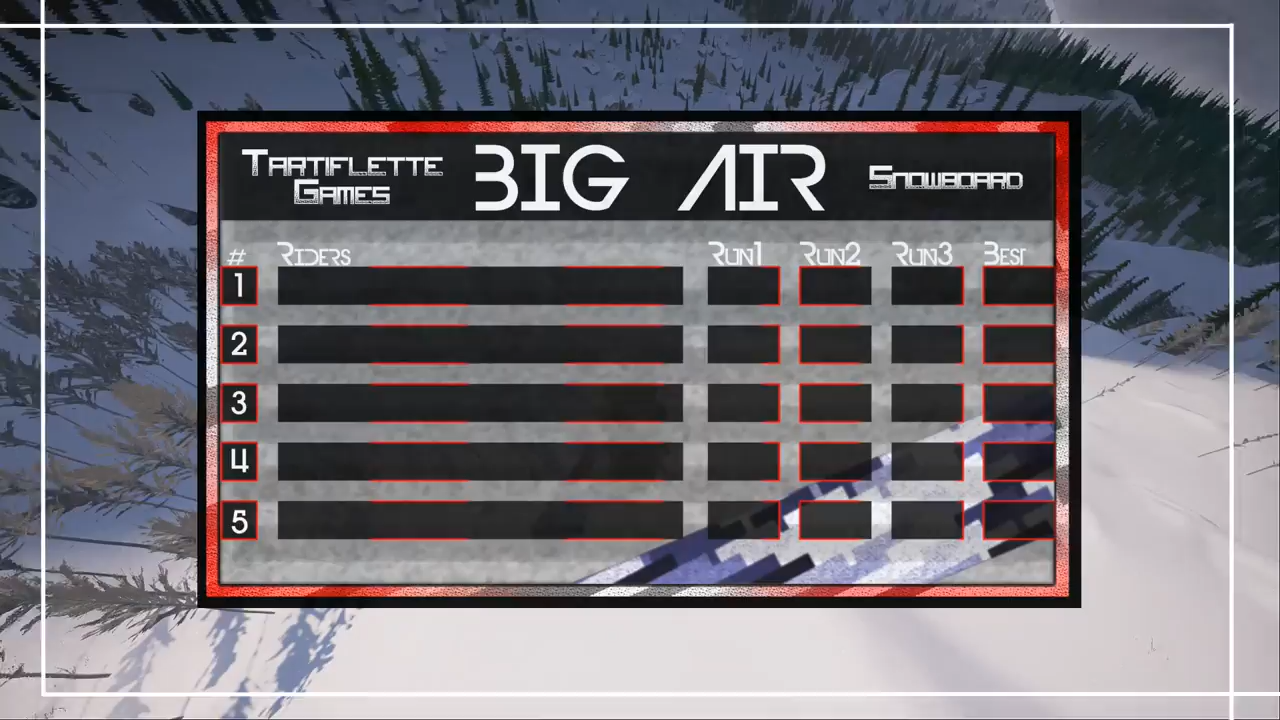 Tartiflette
Games
BIG AIR
Snowboard
# Riders Run1 Run2 Run3 Best
1
2
3
4
5